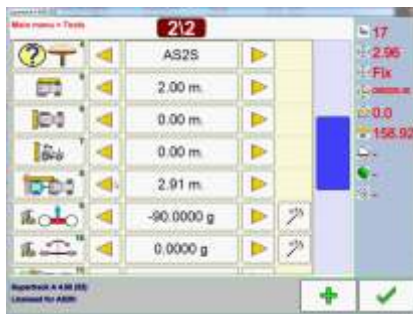 Main menu > Tools
2\2
17
AS2S
2.96
2.00 m
Fix
0.00 m
0.0
0.00 m
158.92
2.91 m
-90.0000 g
0.0000 g